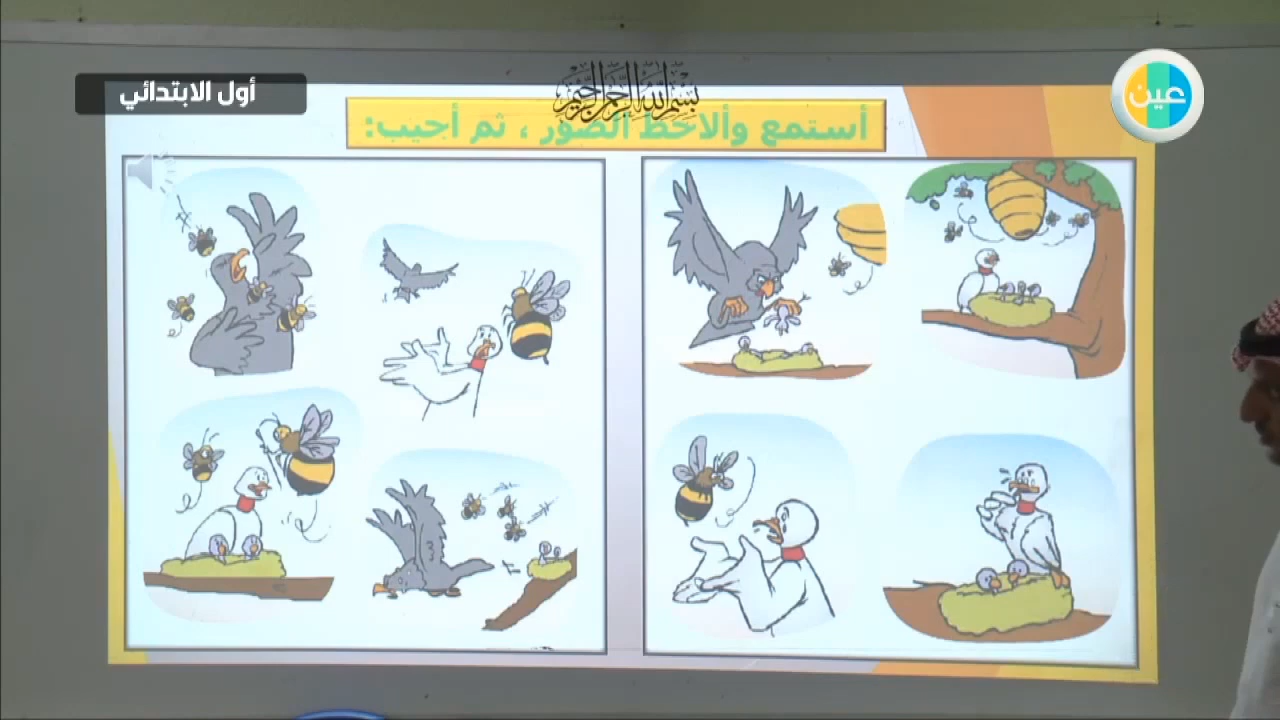 بسم الله الرحمن الرحيم
أول الابتدائي
عين
أستمع وألاحظ الصور ، ثم أجيب: